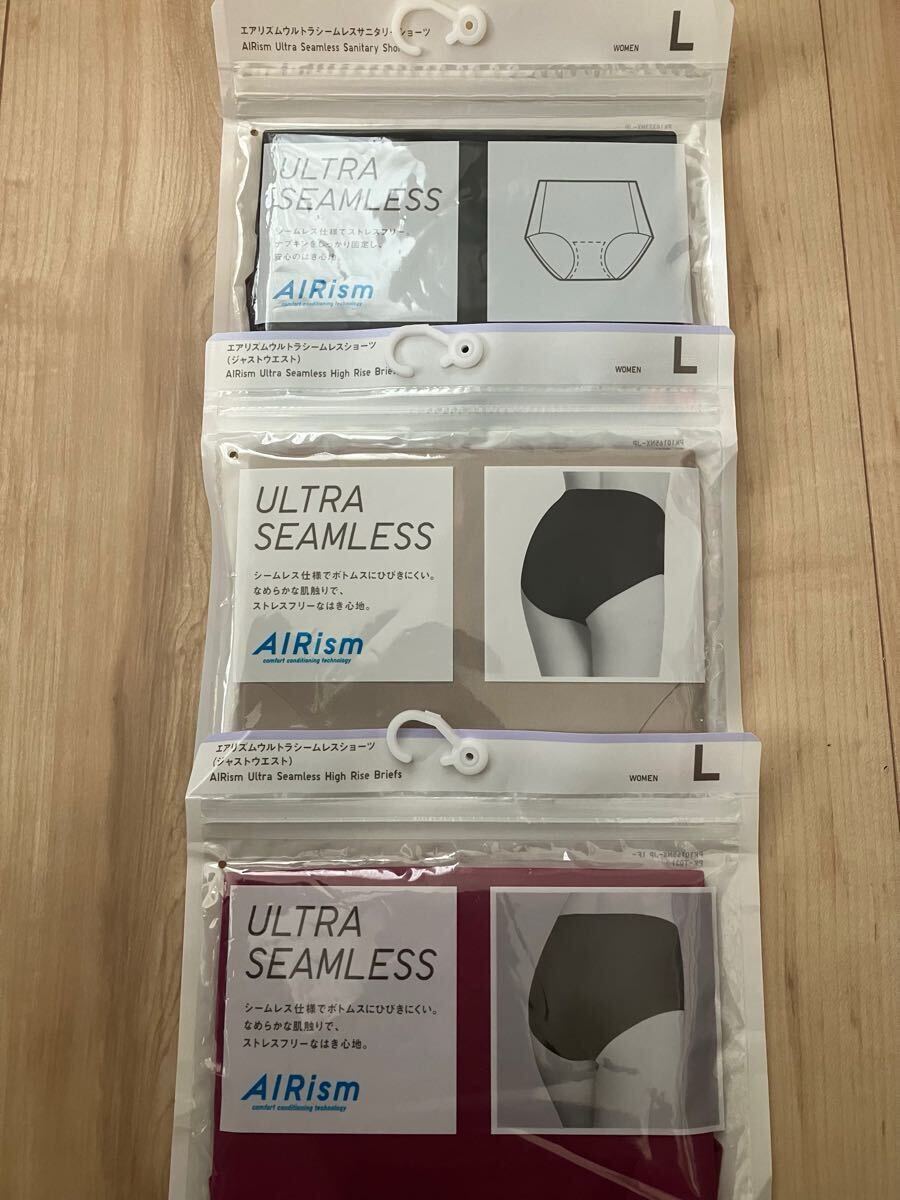 エアリズムウルトラシームレスサニタリーショーツ
AIRism Ultra Seamless Sanitary Shor
WOMEN
L
PK10323NX-JP
ULTRA
SEAMLESS
シームレス仕様でストレスフリー。
ナプキンをしっかり固定し、
安心のはき心地。
AIRism
comfort conditioning technology
エアリズムウルトラシームレスショーツ
(ジャストウエスト)
AIRism Ultra Seamless High Rise Brief
WOMEN
L
PK10165NX-JP
ULTRA
SEAMLESS
シームレス仕様でボトムスにひびきにくい。
なめらかな肌触りで、
ストレスフリーなはき心地。
AIRism
comfort conditioning technology
エアリズムウルトラシームレスショーツ
(ジャストウエスト)
AIRism Ultra Seamless High Rise Briefs
WOMEN
L
ULTRA
SEAMLESS
シームレス仕様でボトムスにひびきにくい。
なめらかな肌触りで、
ストレスフリーなはき心地。
AIRism
comfort conditioning technology